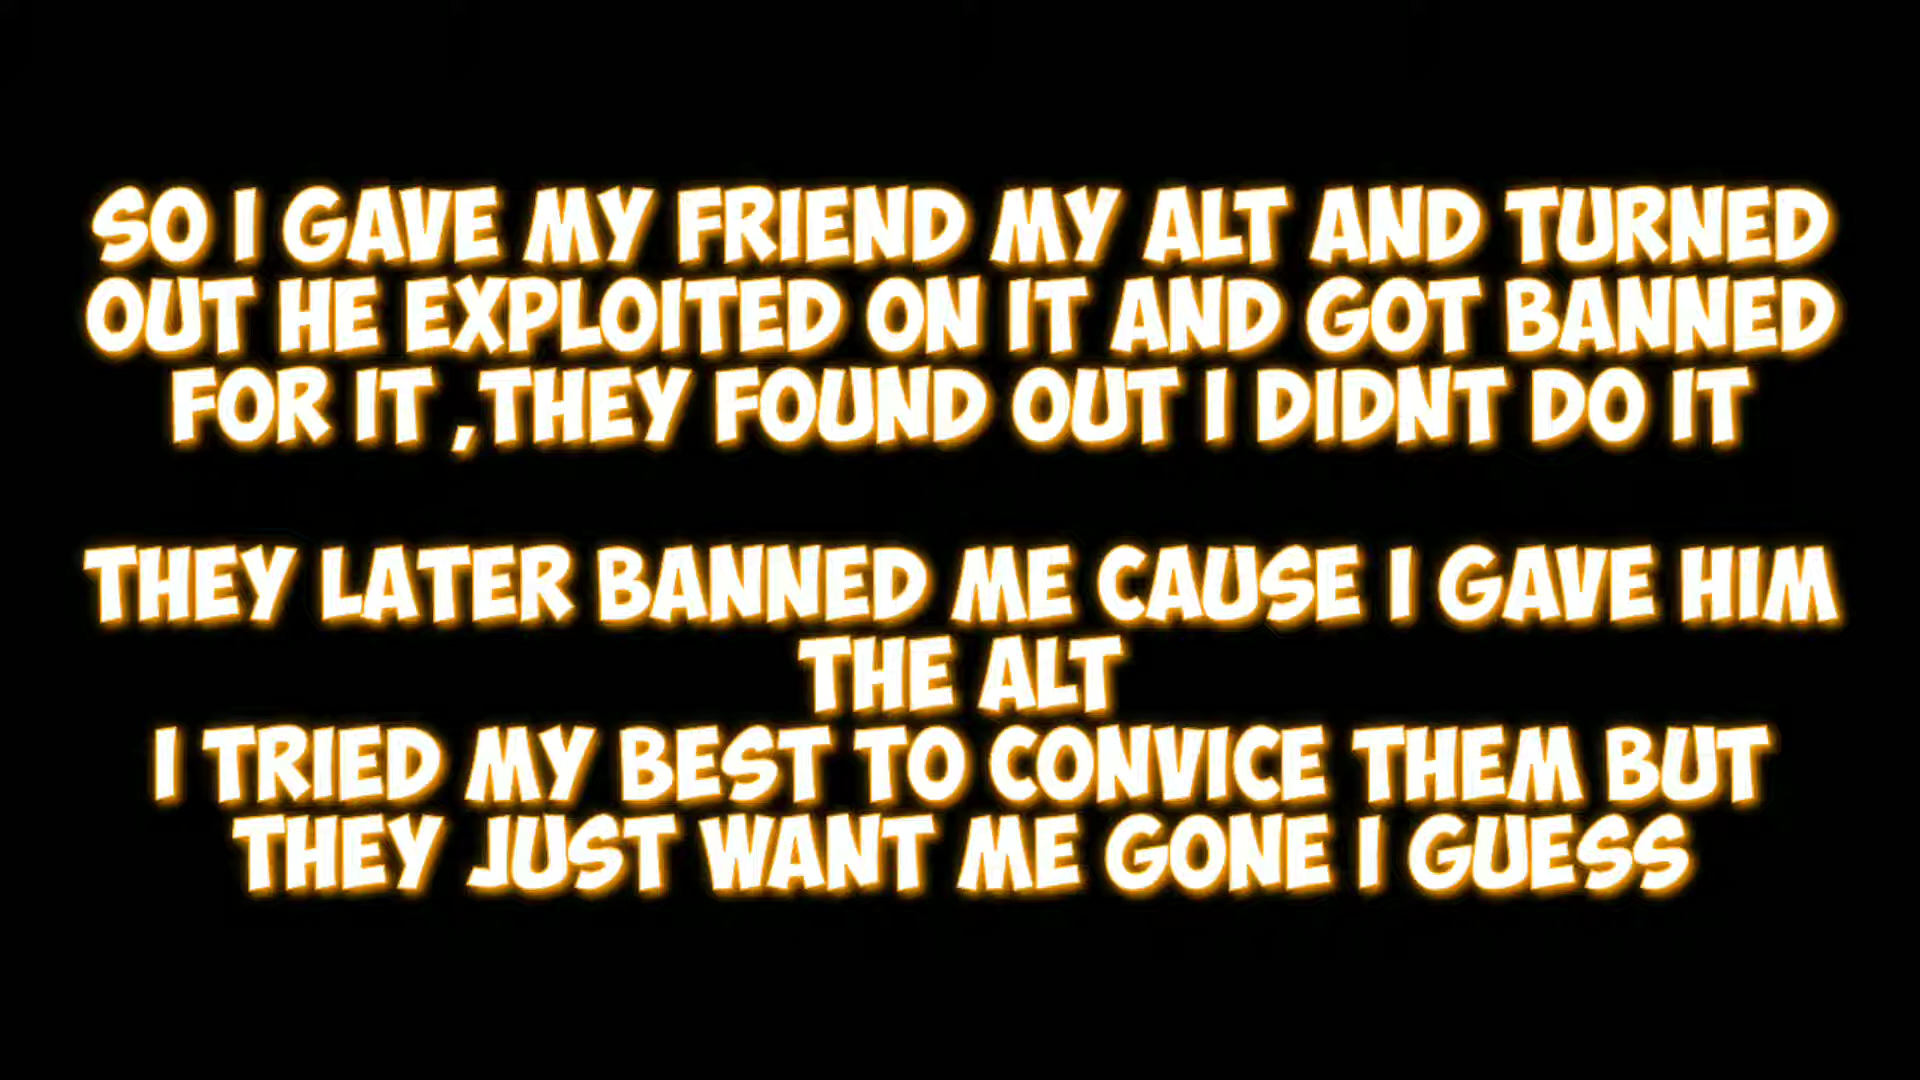 SO I GAVE MY FRIEND MY ALT AND TURNED
OUT HE EXPLOITED ON IT AND GOT BANNED
FOR IT ,THEY FOUND OUT I DIDNT DO IT
THEY LATER BANNED ME CAUSE I GAVE HIM
THE ALT
I TRIED MY BEST TO CONVICE THEM BUT
THEY JUST WANT ME GONE I GUESS